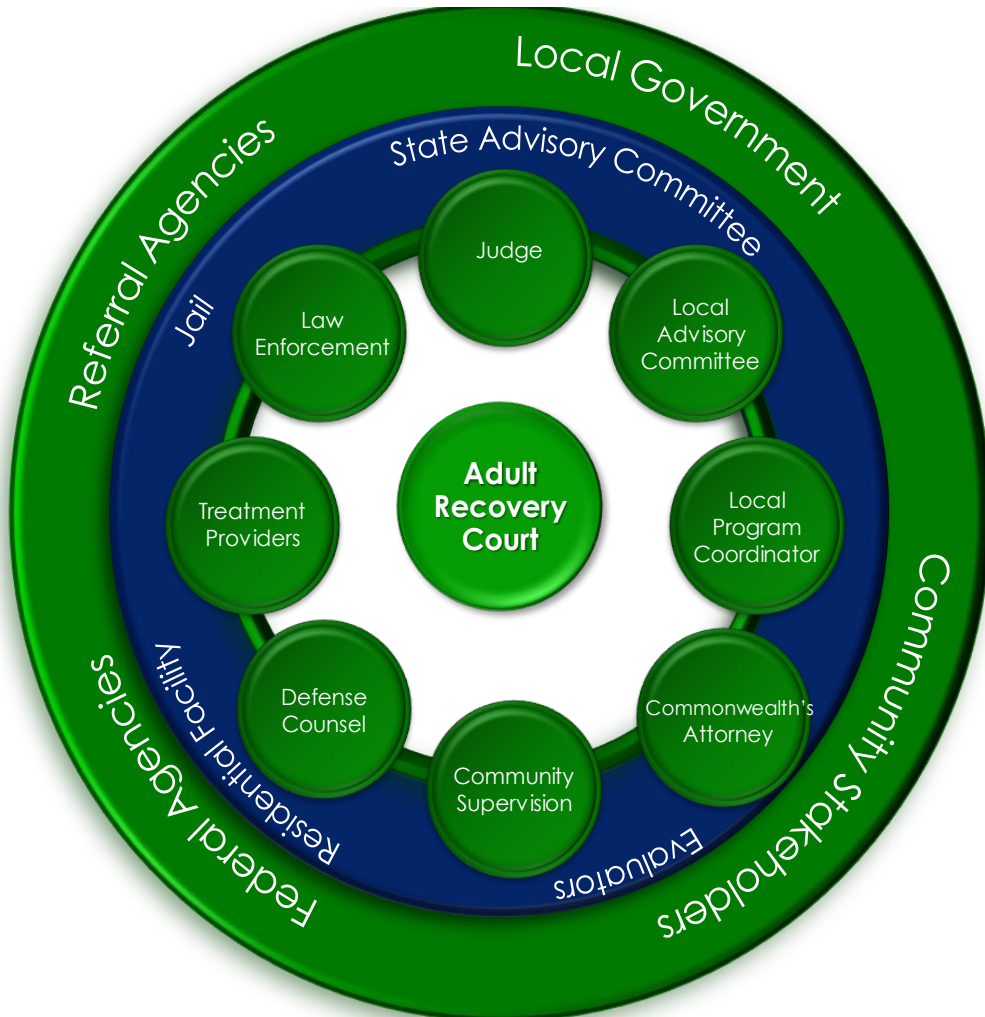 Local Government
Referral Agencies
State Advisory Committee
Jail
Judge
Law
Enforcement
Local
Advisory
Committee
Adult
Recovery
Court
Treatment
Providers
Local
Program
Coordinator
Defense
Counsel
Commonwealth's
Attorney
Community
Supervision
Residential Facility
Evaluators
Federal Agencies
Community Stakeholders